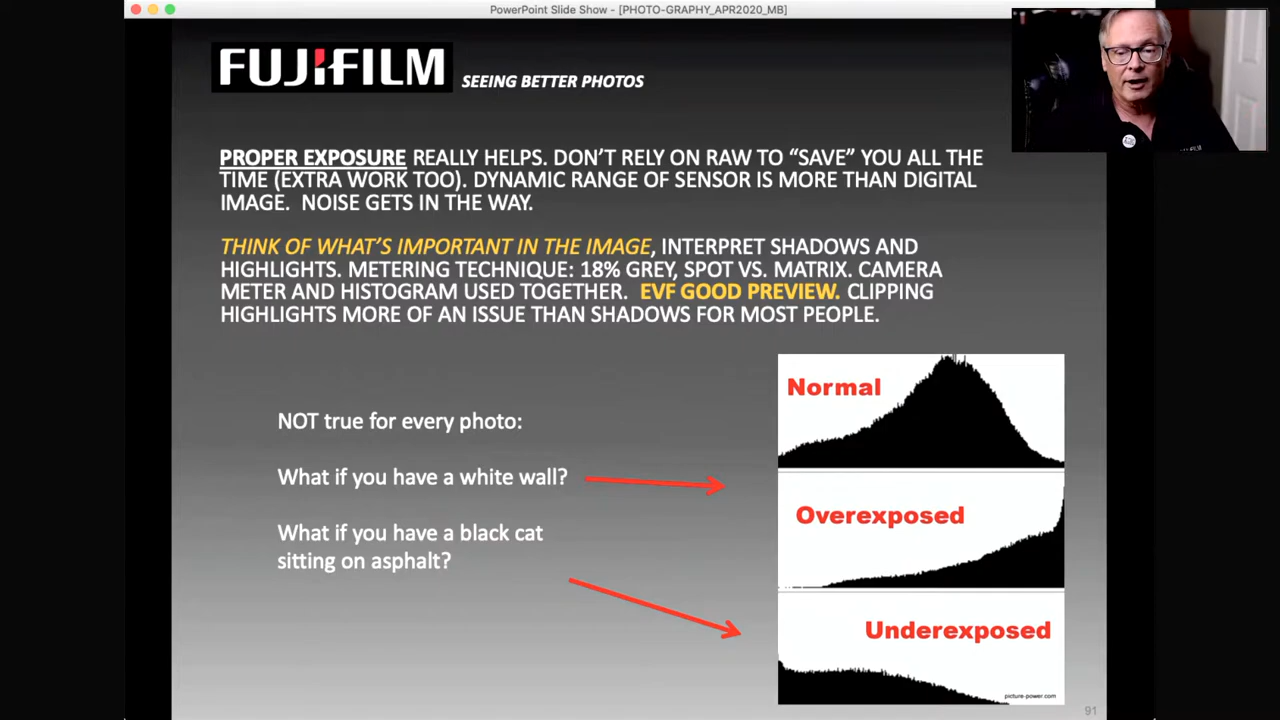 PowerPoint Slide Show - [PHOTO-GRAPHY_APR2020_MB]
FUJIFILM
SEEING BETTER PHOTOS
PROPER EXPOSURE REALLY HELPS. DON'T RELY ON RAW TO “SAVE” YOU ALL THE
TIME (EXTRA WORK TOO). DYNAMIC RANGE OF SENSOR IS MORE THAN DIGITAL
IMAGE. NOISE GETS IN THE WAY.
THINK OF WHAT'S IMPORTANT IN THE IMAGE, INTERPRET SHADOWS AND
HIGHLIGHTS. METERING TECHNIQUE: 18% GREY, SPOT VS. MATRIX. CAMERA
METER AND HISTOGRAM USED TOGETHER. EVF GOOD PREVIEW. CLIPPING
HIGHLIGHTS MORE OF AN ISSUE THAN SHADOWS FOR MOST PEOPLE.
NOT true for every photo:
What if you have a white wall?
What if you have a black cat
sitting on asphalt?
Normal
Overexposed
Underexposed
picture-power.com
91